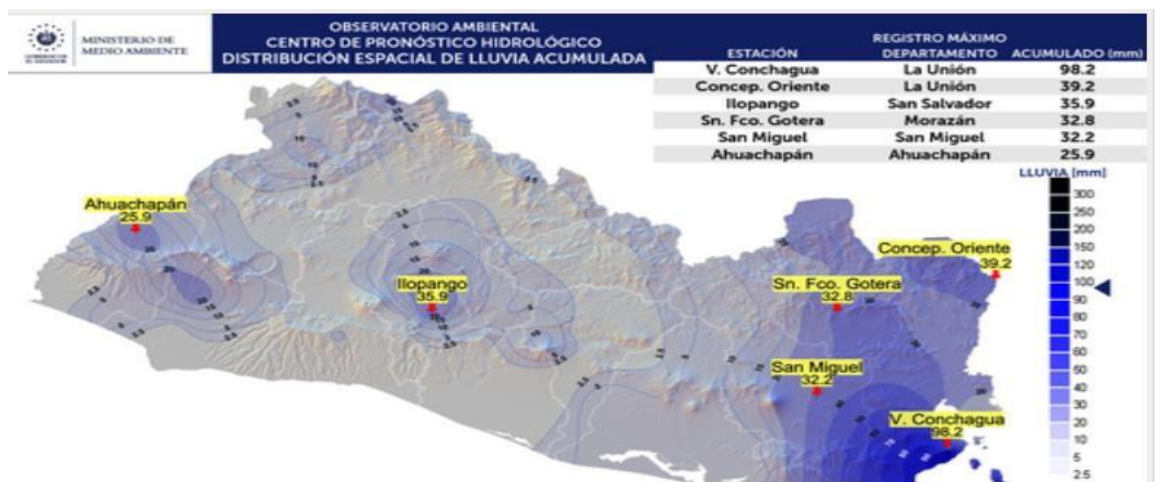 MINISTERIO DE
MEDIO AMBIENTE
GOBIERNO DE
EL SALVADOR
OBSERVATORIO AMBIENTAL
CENTRO DE PRONÓSTICO HIDROLÓGICO
DISTRIBUCIÓN ESPACIAL DE LLUVIA ACUMULADA
REGISTRO MÁXIMO
ESTACIÓN DEPARTAMENTO ACUMULADO (mm)
V. Conchagua La Unión 98.2
Concep. Oriente La Unión 39.2
Ilopango San Salvador 35.9
Sn. Fco. Gotera Morazán 32.8
San Miguel San Miguel 32.2
Ahuachapán Ahuachapán 25.9
LLUVIA [mm]
300
250
200
150
120
100
90
80
70
60
50
40
30
20
10
5
2.5
Ahuachapán
25.9
Ilopango
35.9
Concep. Oriente
39.2
Sn. Fco. Gotera
32.8
San Miguel
32.2
V. Conchagua
98.2